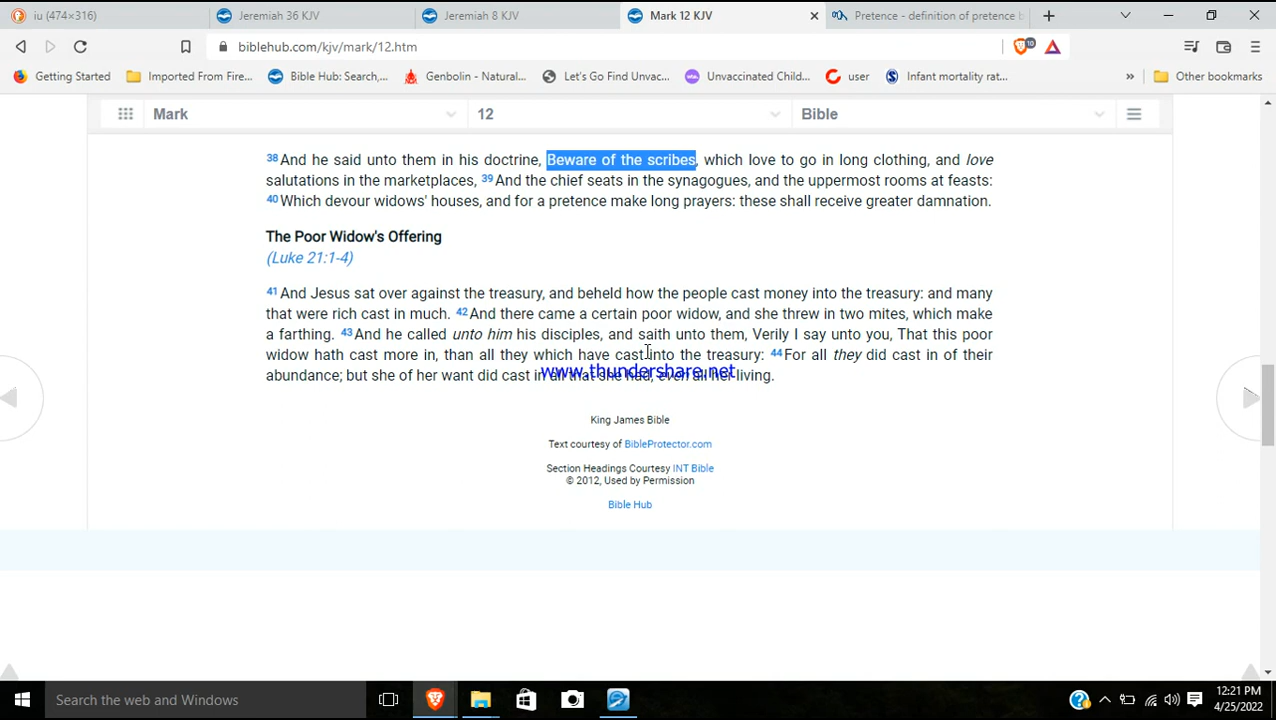 iu (474×316)
Jeremiah 36 KJV
Jeremiah 8 KJV
Mark 12 KJV
Pretence - definition of pretence b
biblehub.com/kjv/mark/12.htm
10
Getting Started
Imported From Fire...
Bible Hub: Search,...
Genbolin - Natural...
Let's Go Find Unvac...
Unvaccinated Child...
user
Infant mortality rat...
Other bookmarks
Mark
12
Bible
38 And he said unto them in his doctrine, Beware of the scribes, which love to go in long clothing, and love
salutations in the marketplaces, 39 And the chief seats in the synagogues, and the uppermost rooms at feasts:
40 Which devour widows' houses, and for a pretence make long prayers: these shall receive greater damnation.
The Poor Widow's Offering
(Luke 21:1-4)
41 And Jesus sat over against the treasury, and beheld how the people cast money into the treasury: and many
that were rich cast in much. 42 And there came a certain poor widow, and she threw in two mites, which make
a farthing. 43 And he called unto him his disciples, and saith unto them, Verily I say unto you, That this poor
widow hath cast more in, than all they which have cast into the treasury: 44 For all they did cast in of their
abundance; but she of her want did cast in all that she had, even all her living.
www.thundershare.net
King James Bible
Text courtesy of BibleProtector.com
Section Headings Courtesy INT Bible
© 2012, Used by Permission
Bible Hub
Search the web and Windows
12:21 PM
4/25/2022